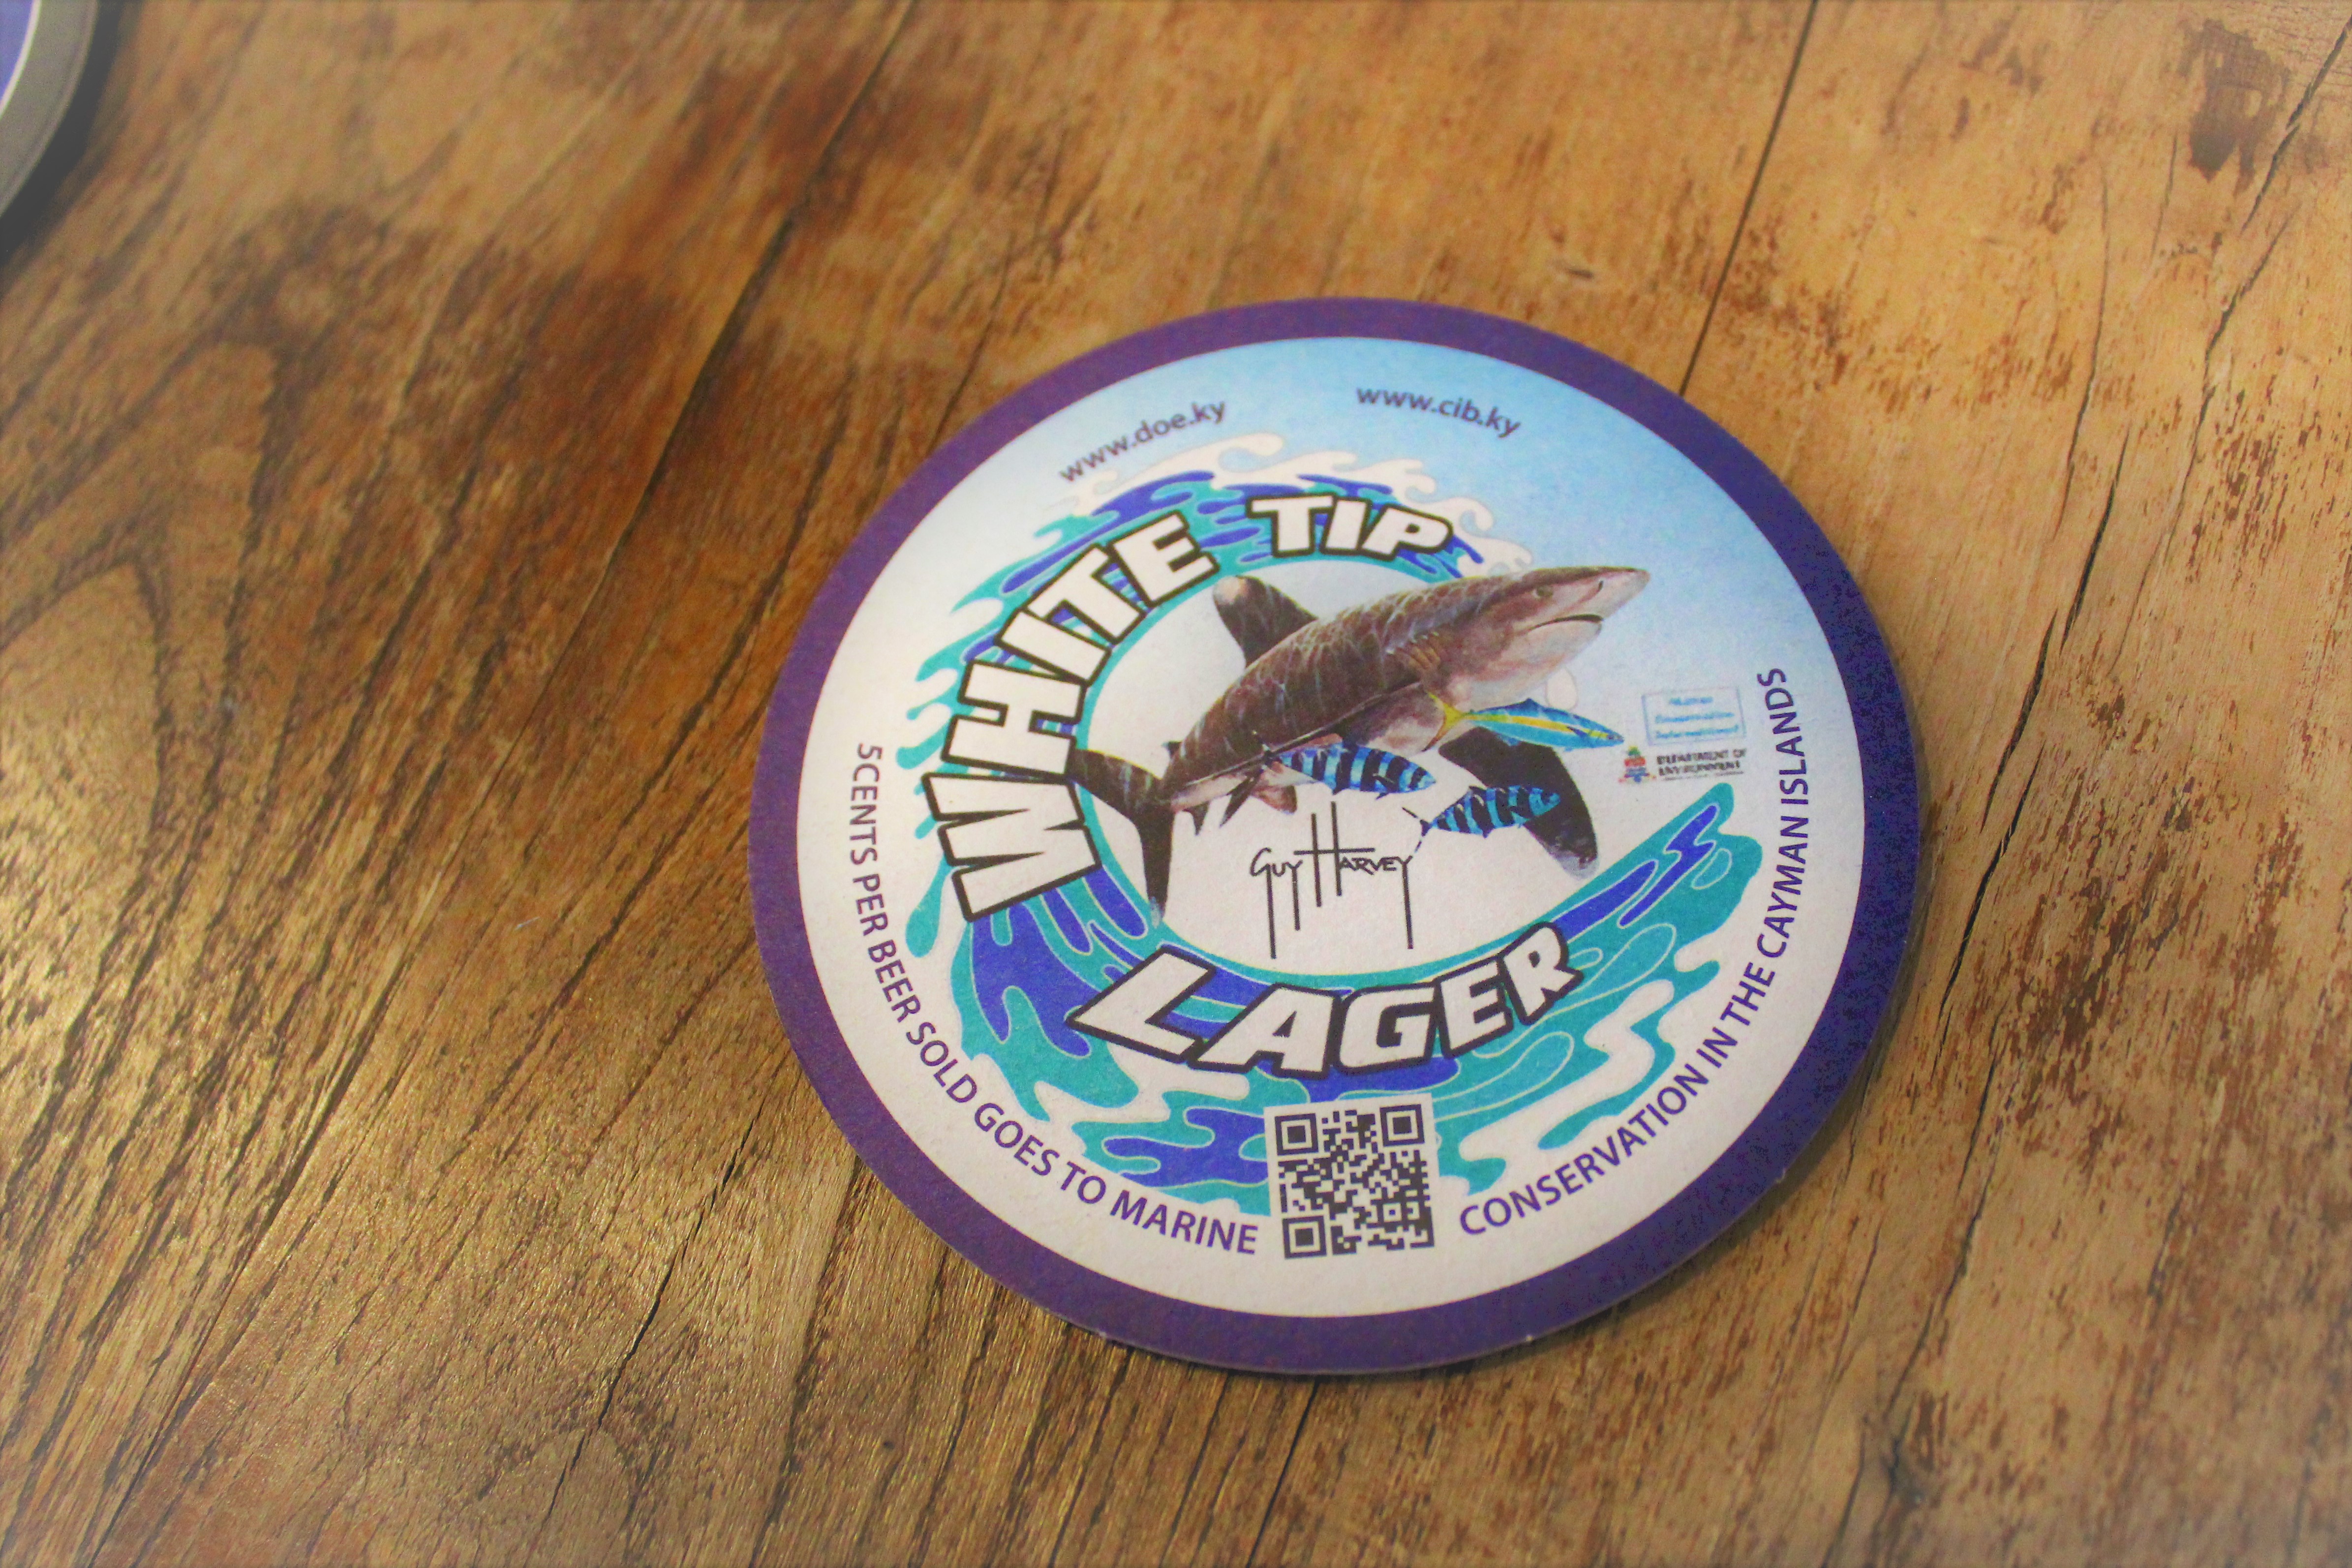 www.doe.ky
www.cib.ky
WHITE TIP
GUY HARVEY
DEPARTMENT OF
ENVIRONMENT
LAGER
5CENTS PER BEER SOLD GOES TO MARINE CONSERVATION IN THE CAYMAN ISLANDS